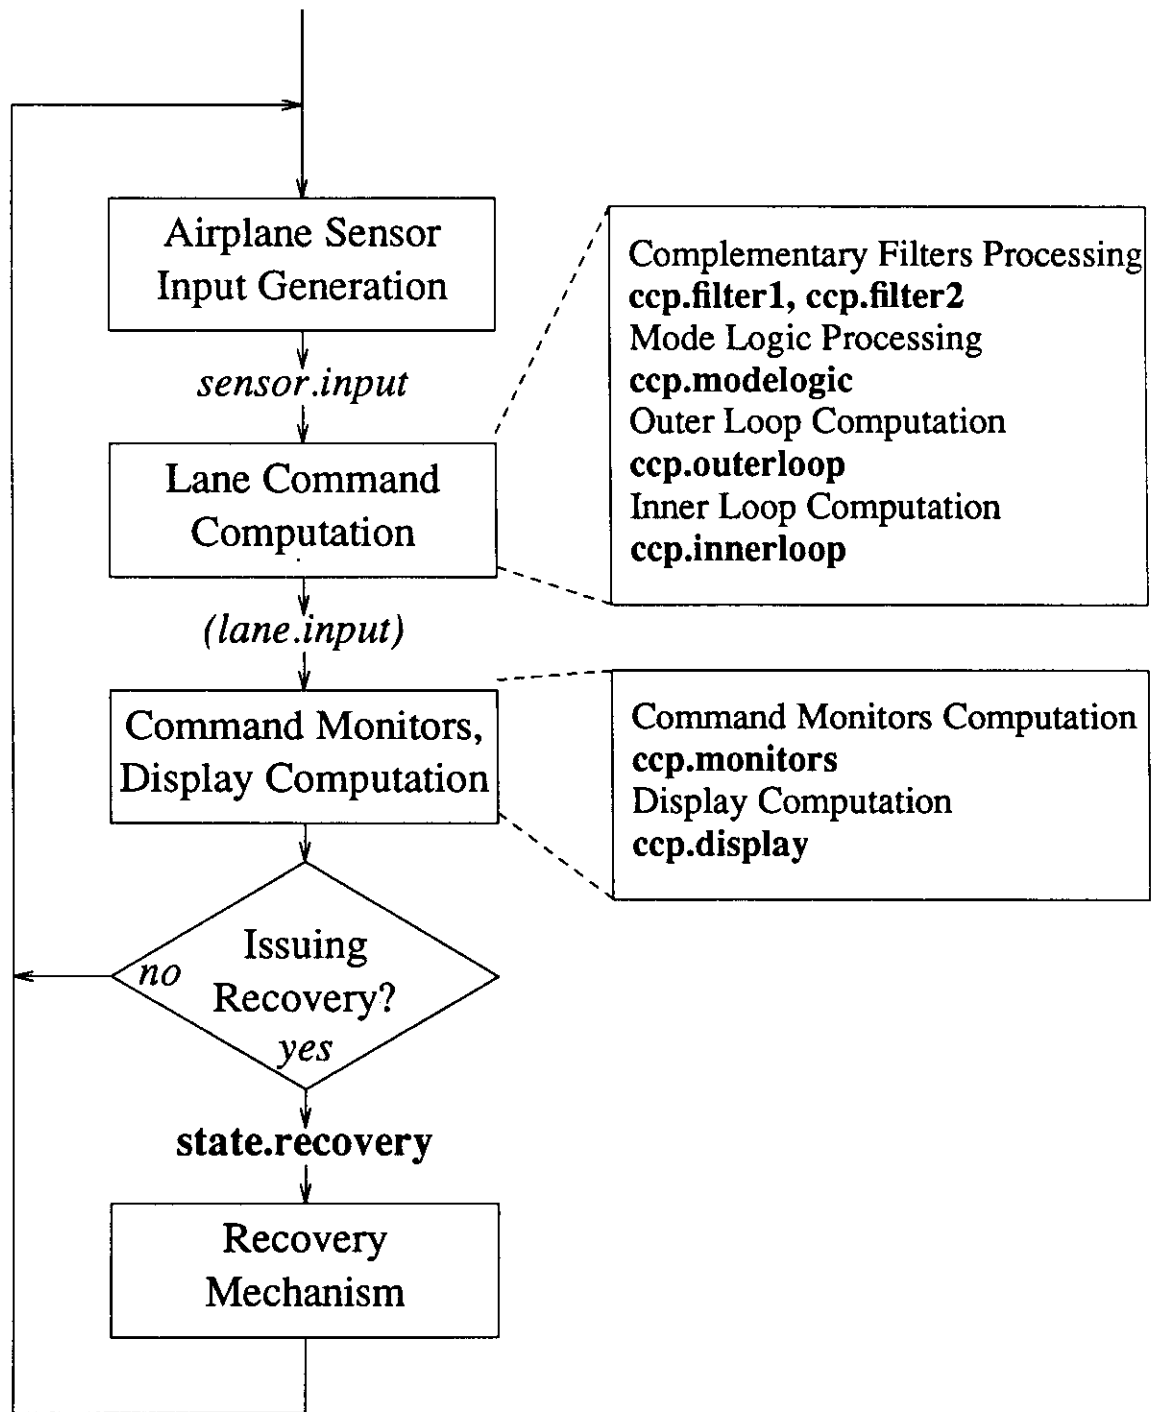 Airplane Sensor
Input Generation
sensor.input
Lane Command
Computation
(lane.input)
Command Monitors,
Display Computation
Issuing
Recovery?
no
yes
state.recovery
Recovery
Mechanism
Complementary Filters Processing
ccp.filter1, ccp.filter2
Mode Logic Processing
ccp.modelogic
Outer Loop Computation
ccp.outerloop
Inner Loop Computation
ccp.innerloop
Command Monitors Computation
ccp.monitors
Display Computation
ccp.display